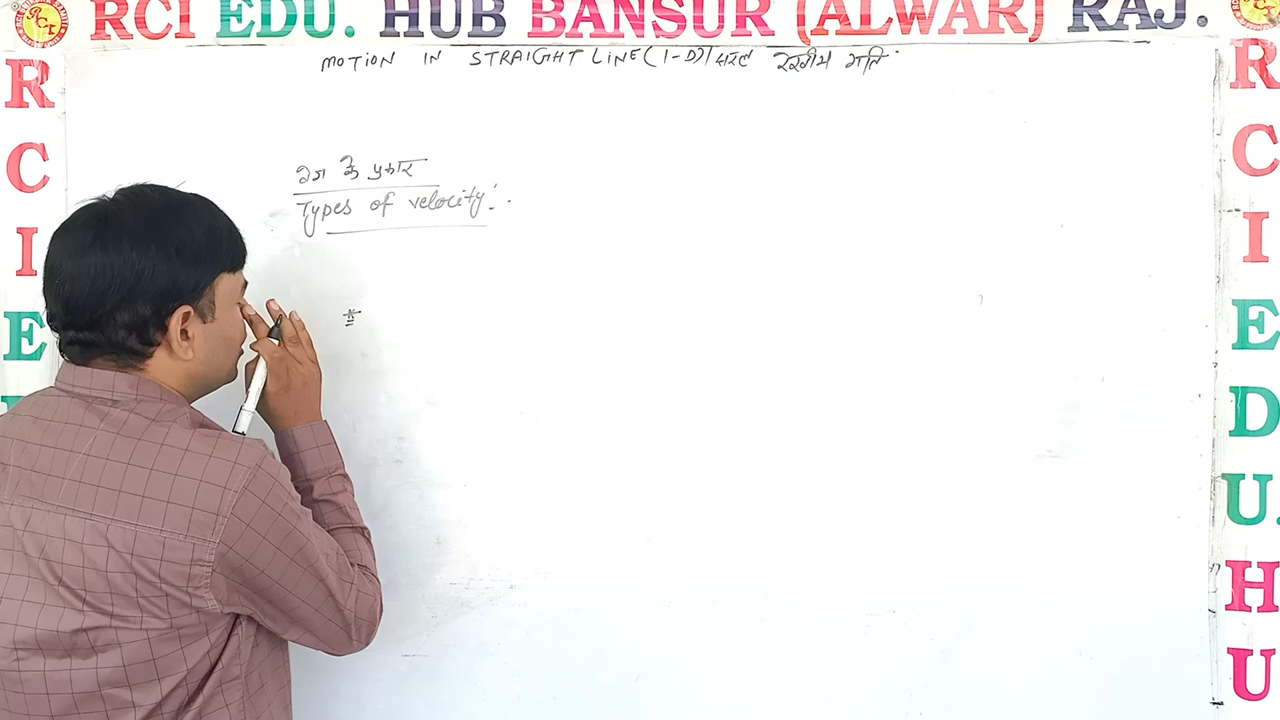 RCI EDU. HUB BANSUR (ALWAR) RAJ.
MOTION IN STRAIGHT LINE (1-D) / सरल रेखीय गति
वेग के प्रकार
Types of velocity :.
*
R
C
I
E
R
C
I
E
D
U.
H
U